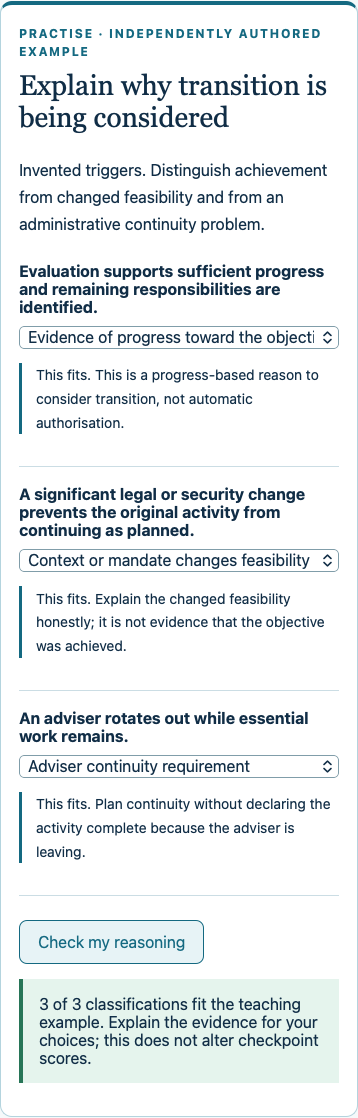 PRACTISE · INDEPENDENTLY AUTHORED
EXAMPLE
Explain why transition is
being considered
Invented triggers. Distinguish achievement
from changed feasibility and from an
administrative continuity problem.
Evaluation supports sufficient progress
and remaining responsibilities are
identified.
Evidence of progress toward the objecti
This fits. This is a progress-based reason to
consider transition, not automatic
authorisation.
A significant legal or security change
prevents the original activity from
continuing as planned.
Context or mandate changes feasibility
This fits. Explain the changed feasibility
honestly; it is not evidence that the objective
was achieved.
An adviser rotates out while essential
work remains.
Adviser continuity requirement
This fits. Plan continuity without declaring the
activity complete because the adviser is
leaving.
Check my reasoning
3 of 3 classifications fit the teaching
example. Explain the evidence for your
choices; this does not alter checkpoint
scores.